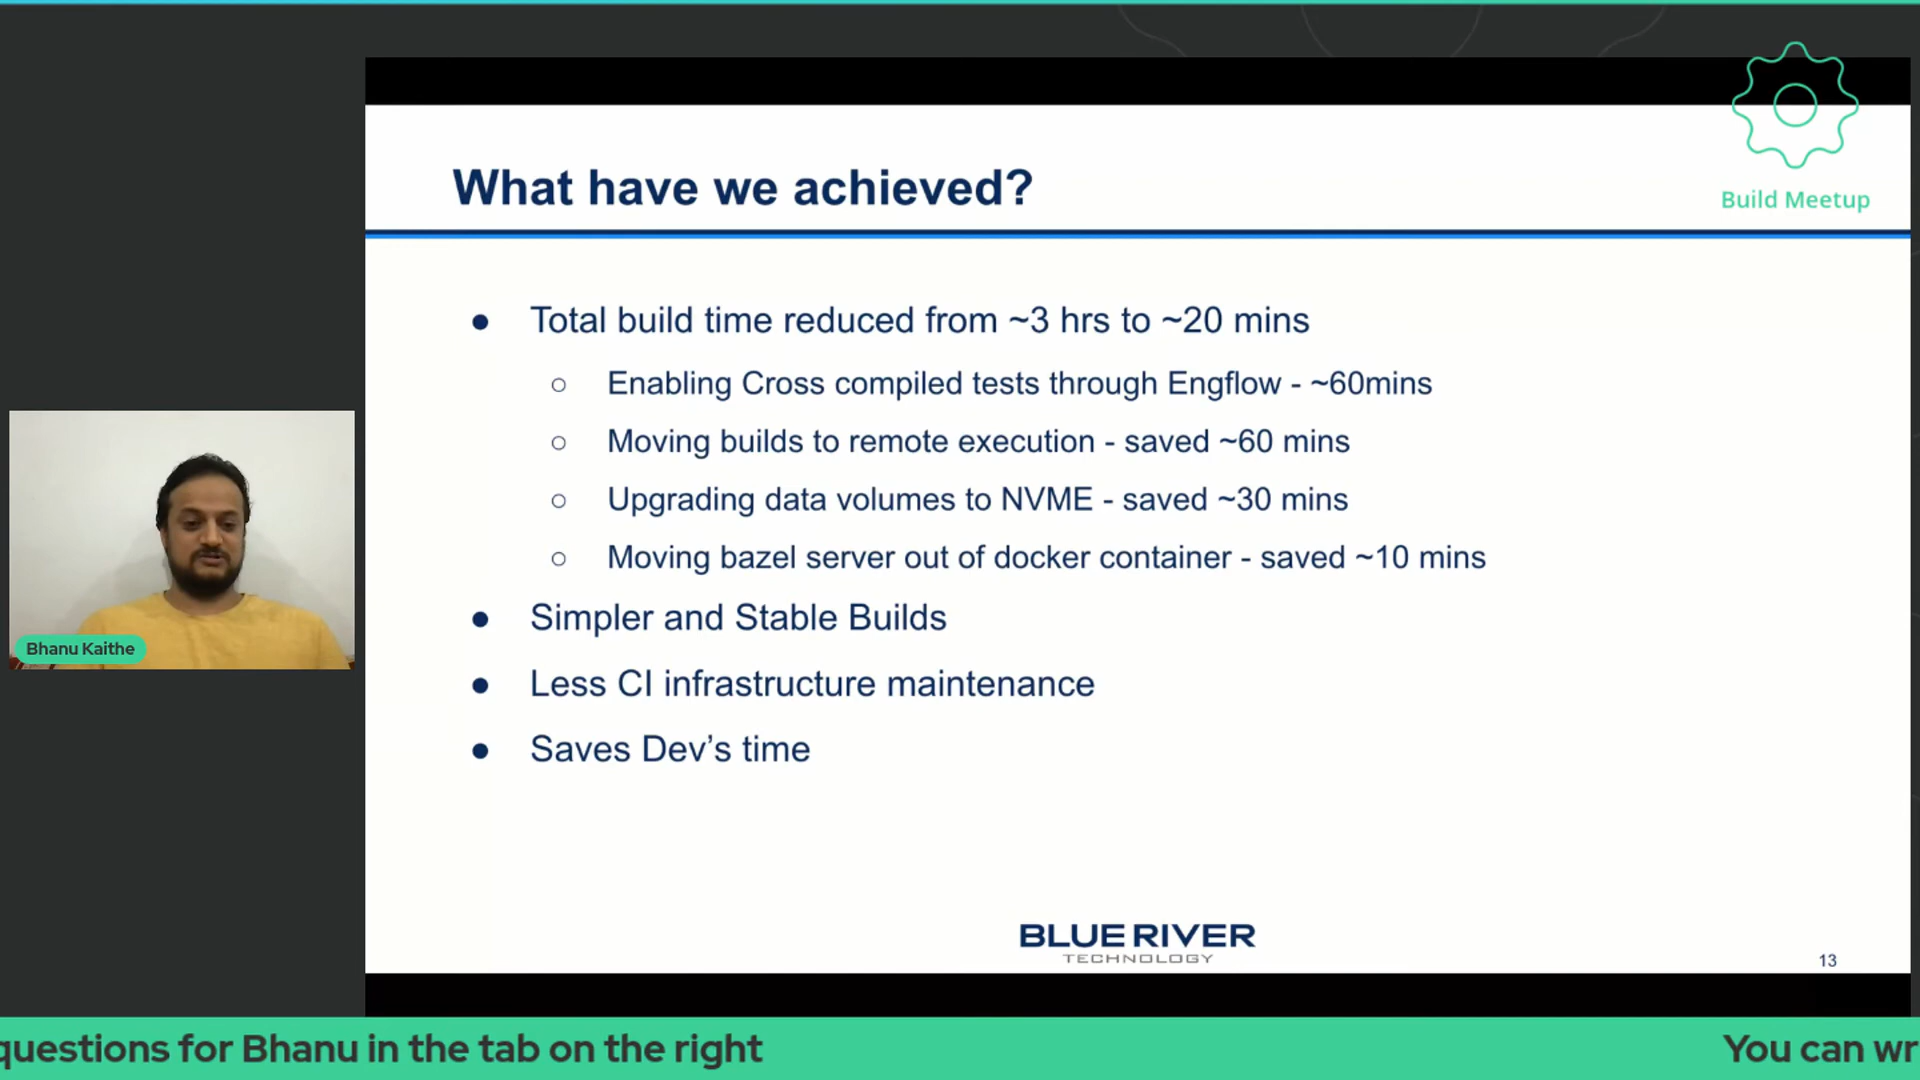 What have we achieved?
Build Meetup
● Total build time reduced from ~3 hrs to ~20 mins
○ Enabling Cross compiled tests through Engflow - ~60mins
○ Moving builds to remote execution - saved ~60 mins
○ Upgrading data volumes to NVME - saved ~30 mins
○ Moving bazel server out of docker container - saved ~10 mins
● Simpler and Stable Builds
● Less CI infrastructure maintenance
● Saves Dev’s time
Bhanu Kaithe
BLUE RIVER
TECHNOLOGY
13
questions for Bhanu in the tab on the right
You can wr